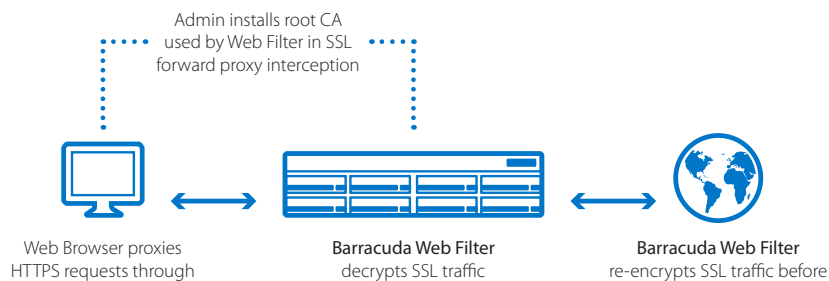 Admin installs root CA
used by Web Filter in SSL
forward proxy interception
Web Browser proxies
HTTPS requests through
Barracuda Web Filter
decrypts SSL traffic
Barracuda Web Filter
re-encrypts SSL traffic before